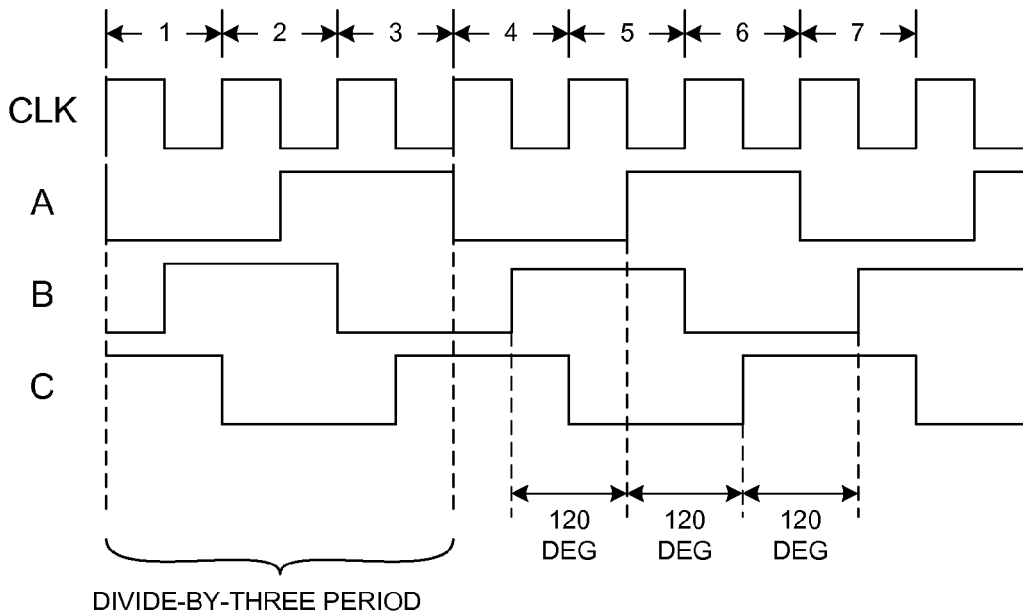 1 2 3 4 5 6 7
CLK
A
B
C
120 DEG
120 DEG
120 DEG
DIVIDE-BY-THREE PERIOD